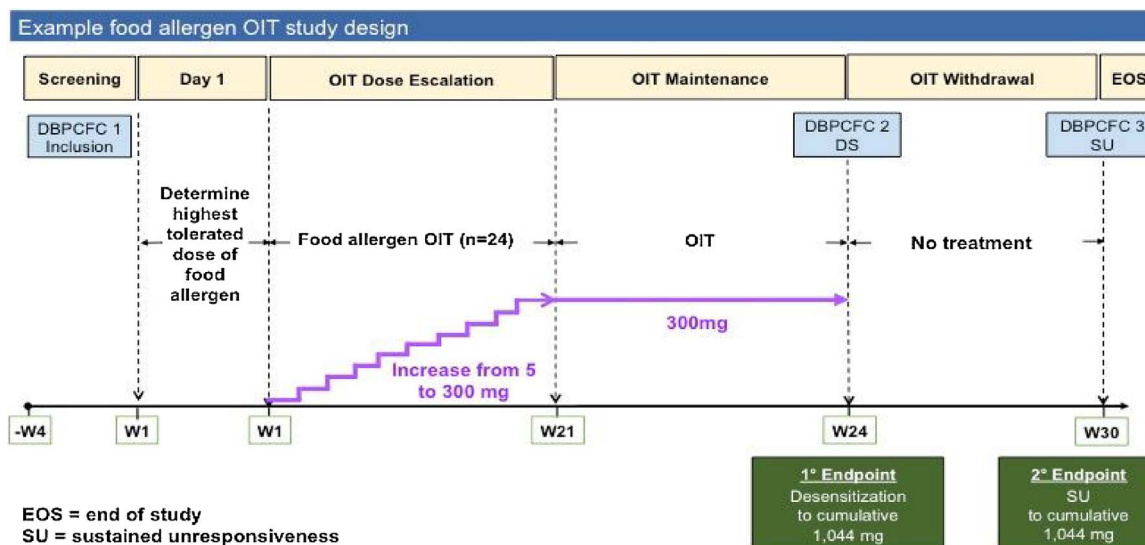 Example food allergen OIT study design
Screening
Day 1
OIT Dose Escalation
OIT Maintenance
OIT Withdrawal
EOS
DBPCFC 1
Inclusion
DBPCFC 2
DS
DBPCFC 3
SU
Determine
highest
tolerated
dose of
food
allergen
Food allergen OIT (n=24)
OIT
No treatment
300mg
Increase from 5
to 300 mg
-W4
W1
W1
W21
W24
W30
1° Endpoint
Desensitization
to cumulative
1,044 mg
2° Endpoint
SU
to cumulative
1,044 mg
EOS = end of study
SU = sustained unresponsiveness